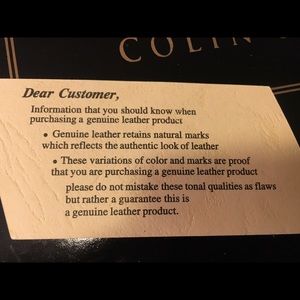 COLIN
Dear Customer,
Information that you should know when
purchasing a genuine leather product
• Genuine leather retains natural marks
which reflects the authentic look of leather
• These variations of color and marks are proof
that you are purchasing a genuine leather product
please do not mistake these tonal qualities as flaws
but rather a guarantee this is
a genuine leather product.